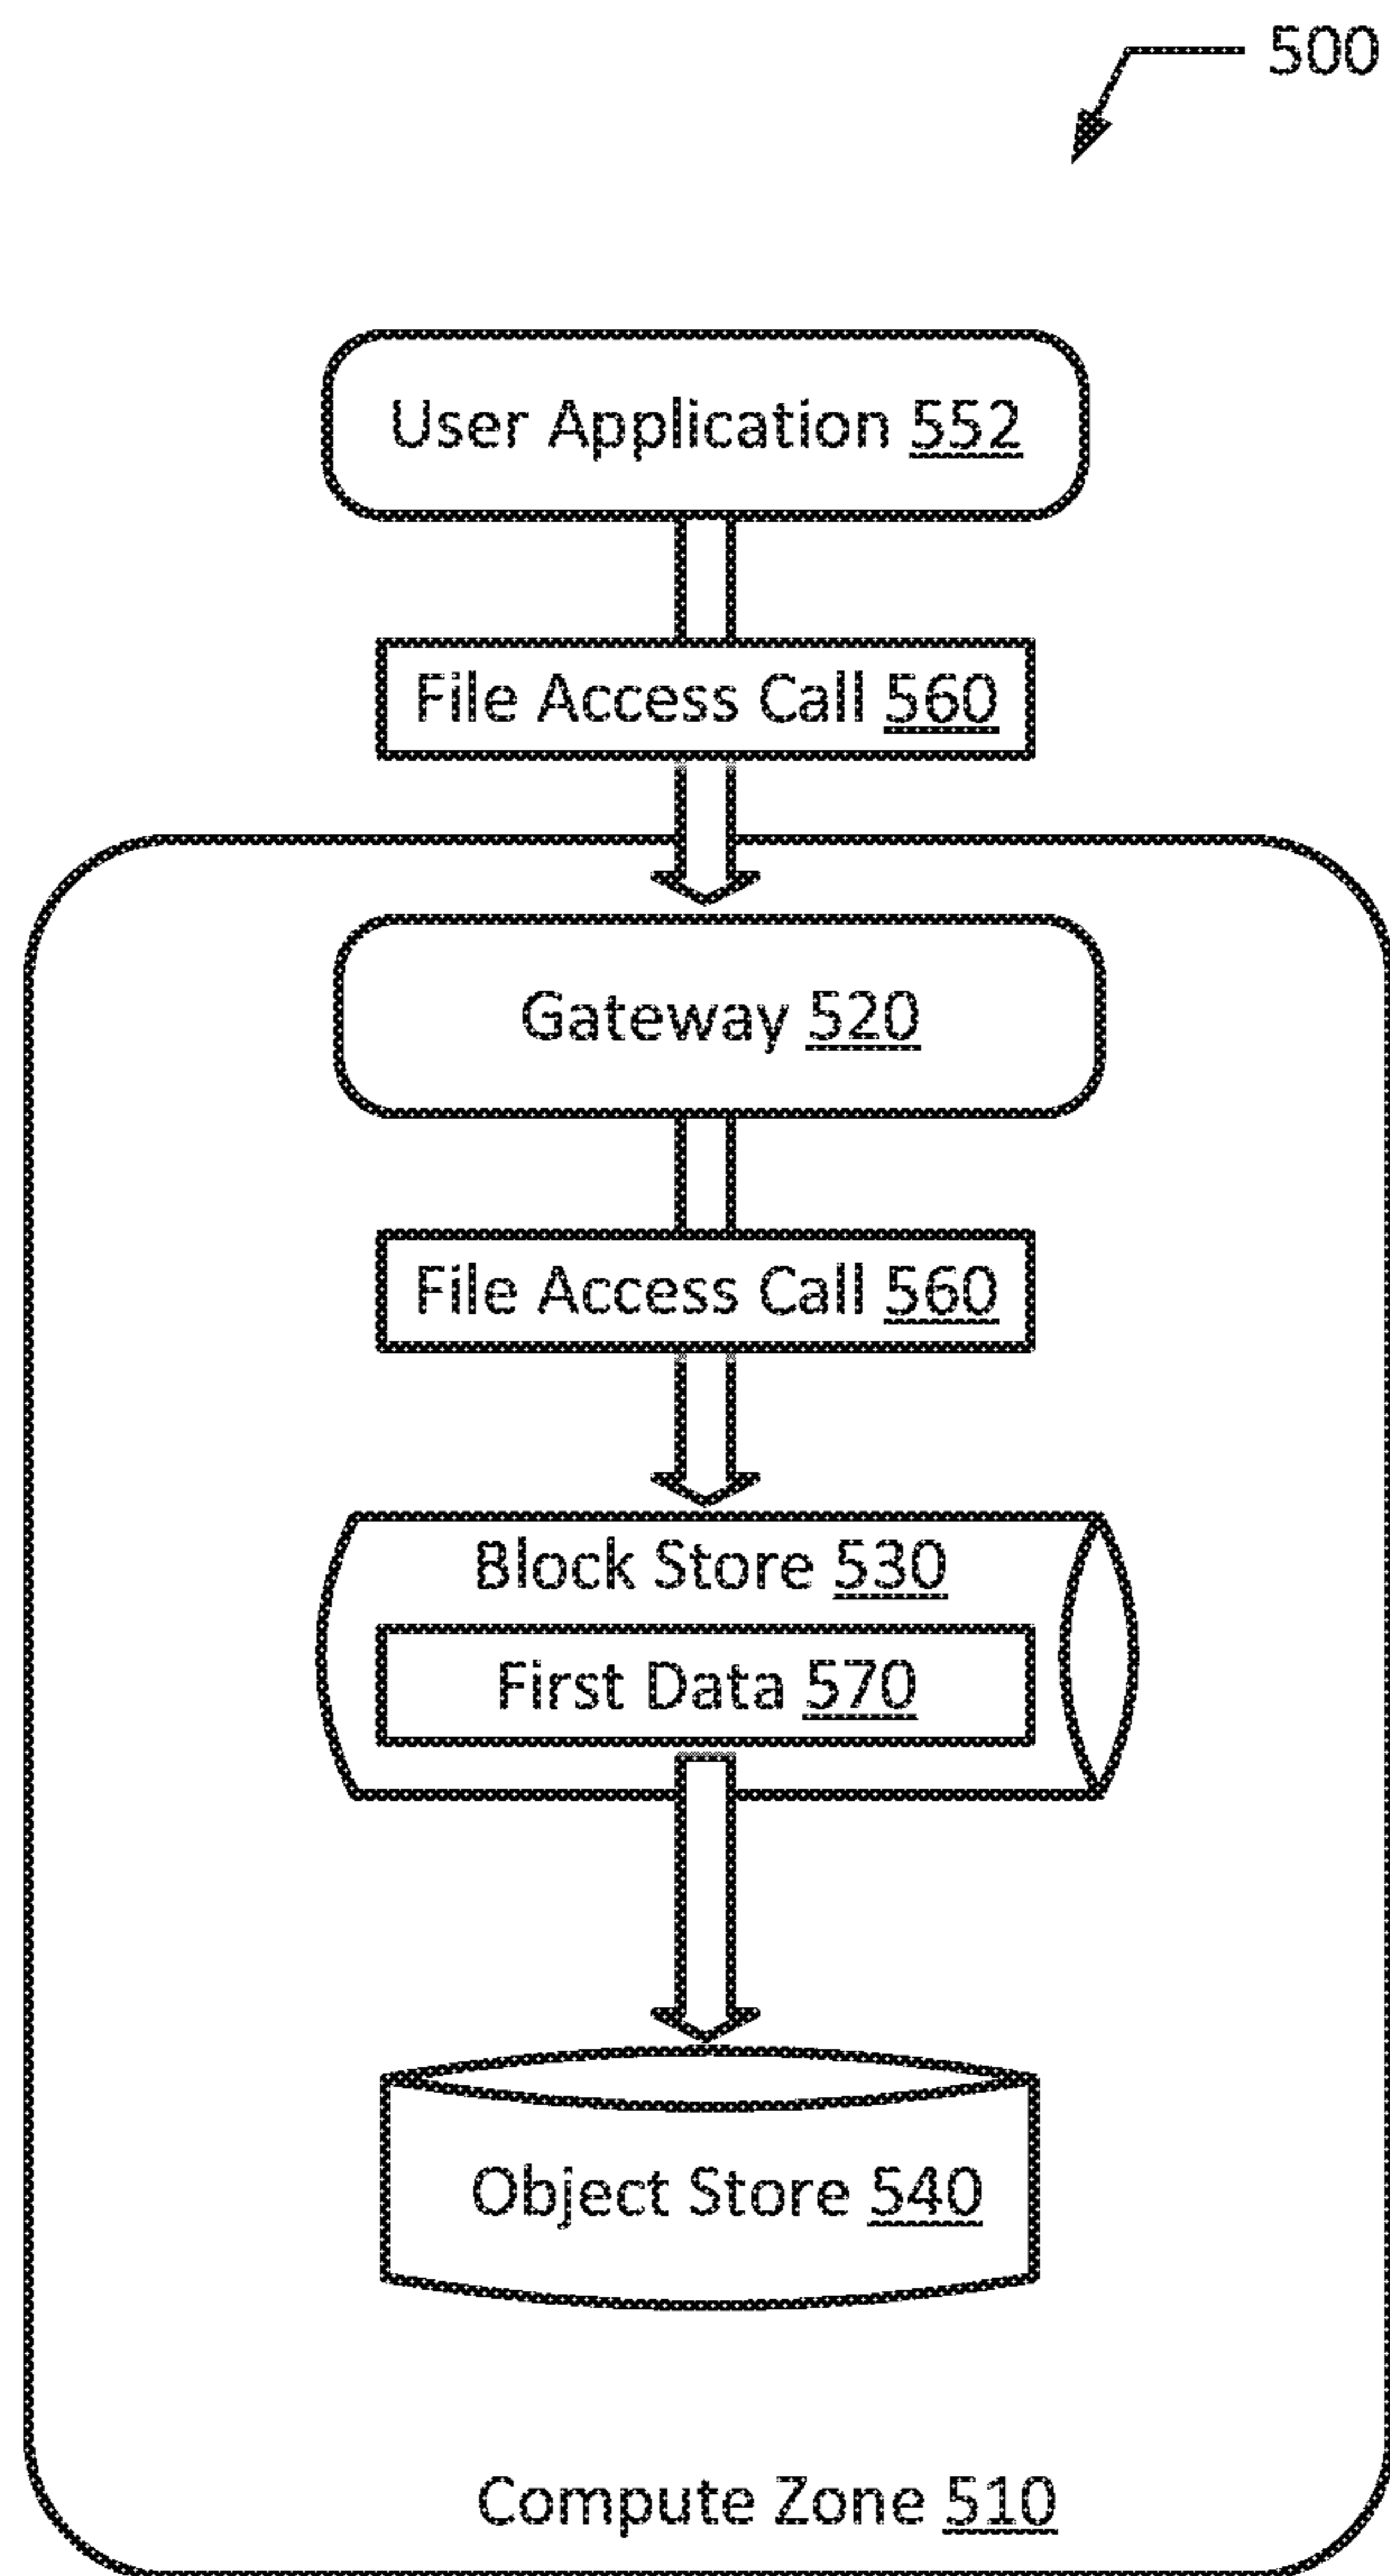 500
User Application 552
File Access Call 560
Gateway 520
File Access Call 560
Block Store 530
First Data 570
Object Store 540
Compute Zone 510